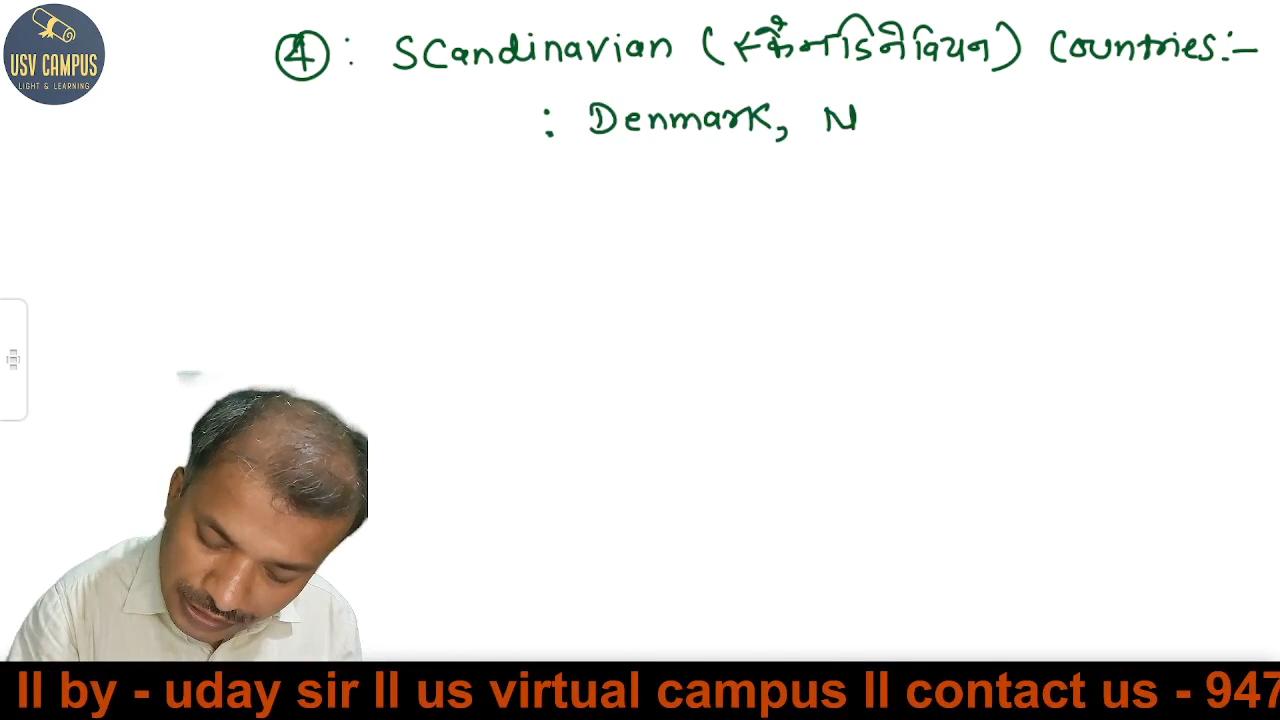 USV CAMPUS
LIGHT & LEARNING
④ : Scandinavian (स्कैनाडिनेवियन) Countries :-
: Denmark, N
ll by - uday sir ll us virtual campus ll contact us - 947